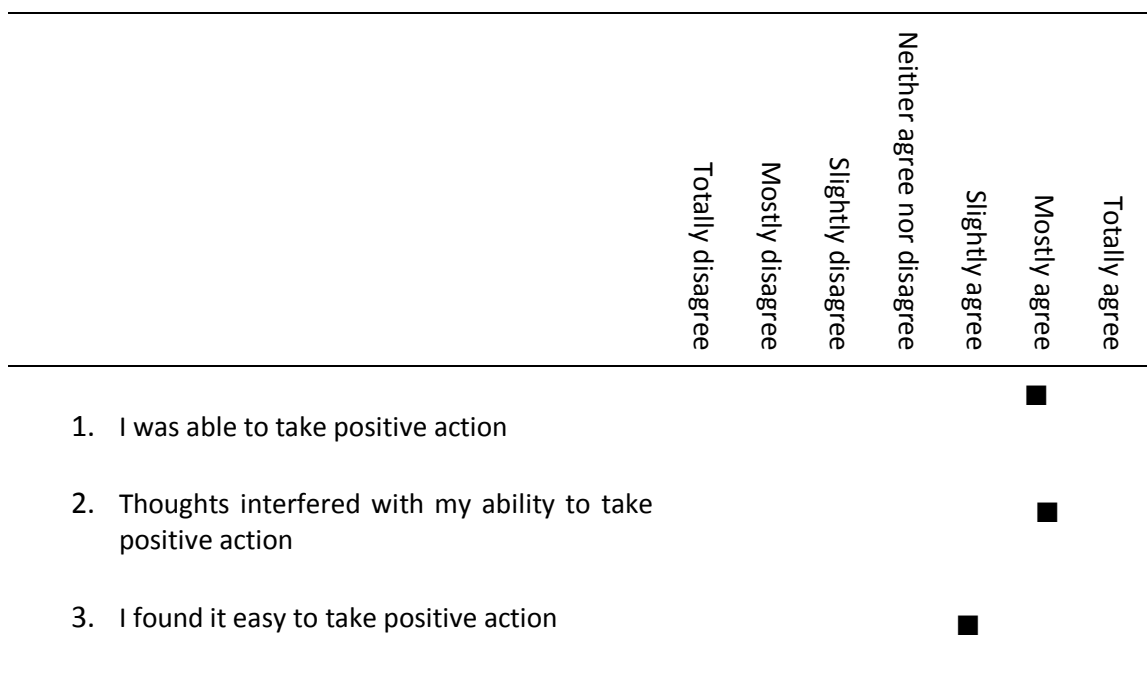 Totally disagree
Mostly disagree
Slightly disagree
Neither agree nor disagree
Slightly agree
Mostly agree
Totally agree
1. I was able to take positive action
2. Thoughts interfered with my ability to take
positive action
3. I found it easy to take positive action